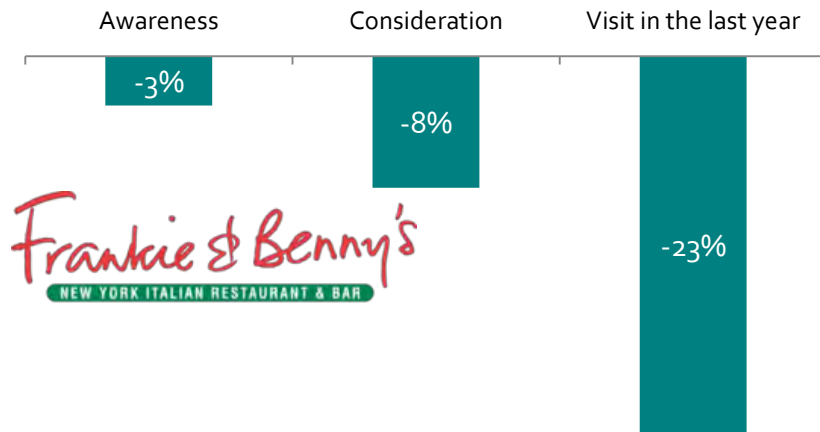 Awareness Consideration Visit in the last year
-3%
-8%
-23%
Frankie & Benny's
NEW YORK ITALIAN RESTAURANT & BAR